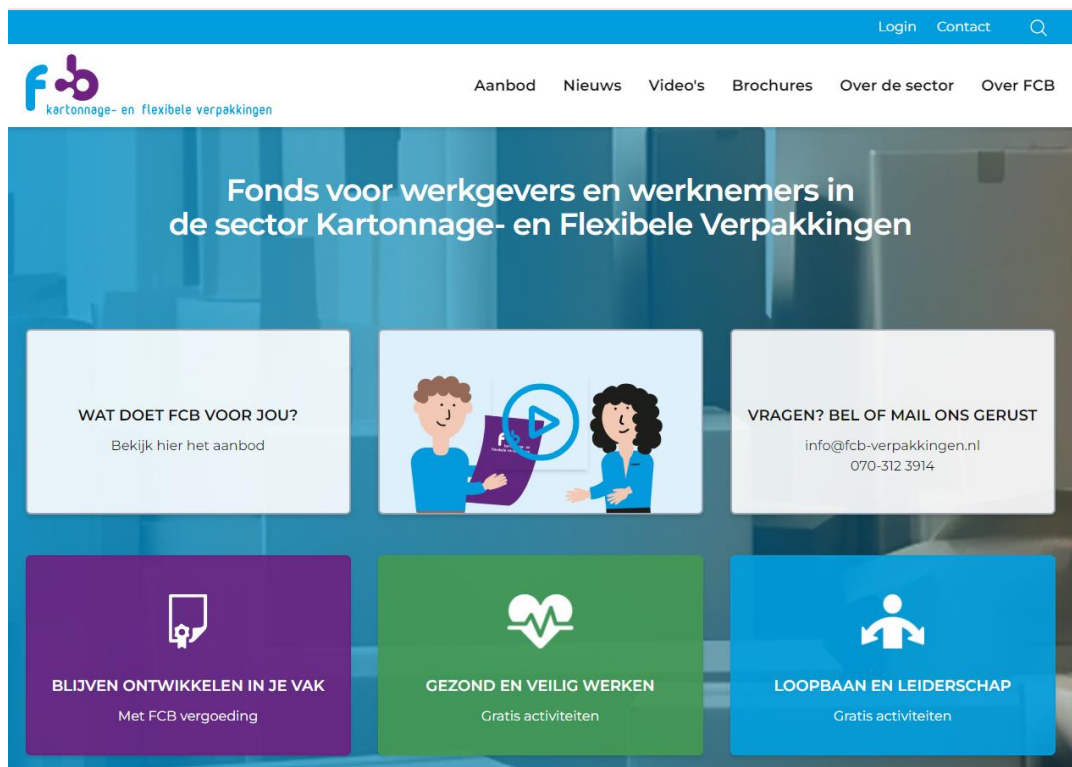 Login Contact
fcb
kartonnage- en flexibele verpakkingen
Aanbod Nieuws Video's Brochures Over de sector Over FCB
Fonds voor werkgevers en werknemers in
de sector Kartonnage- en Flexibele Verpakkingen
WAT DOET FCB VOOR JOU?
Bekijk hier het aanbod
fcb
VRAGEN? BEL OF MAIL ONS GERUST
info@fcb-verpakkingen.nl
070-312 3914
BLIJVEN ONTWIKKELEN IN JE VAK
Met FCB vergoeding
GEZOND EN VEILIG WERKEN
Gratis activiteiten
LOOPBAAN EN LEIDERSCHAP
Gratis activiteiten